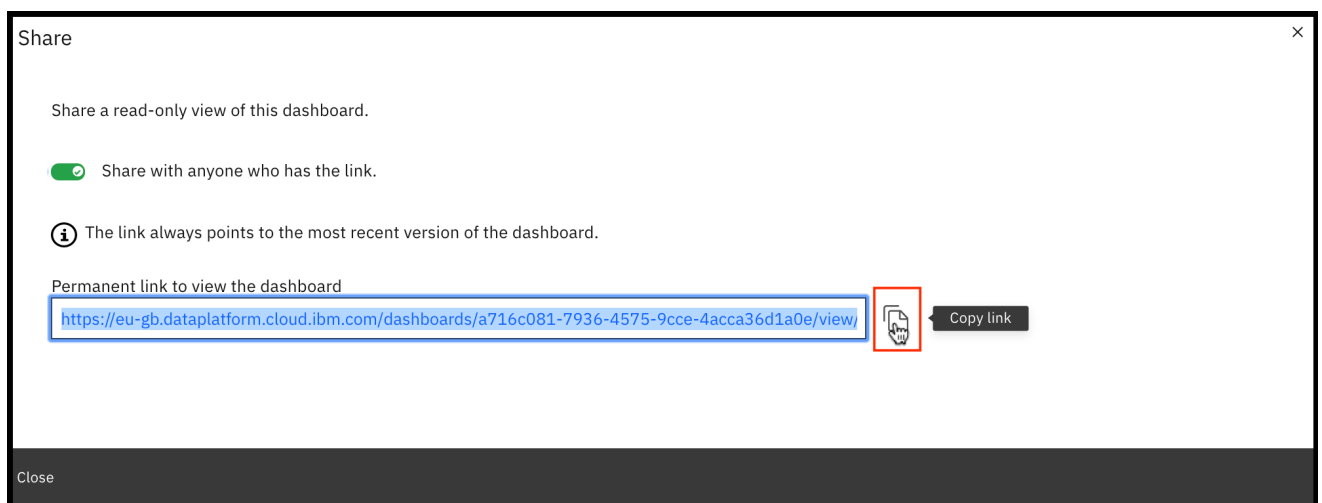 Share
Share a read-only view of this dashboard.
Share with anyone who has the link.
The link always points to the most recent version of the dashboard.
Permanent link to view the dashboard
https://eu-gb.dataplatform.cloud.ibm.com/dashboards/a716c081-7936-4575-9cce-4acca36d1a0e/view/
Copy link
Close